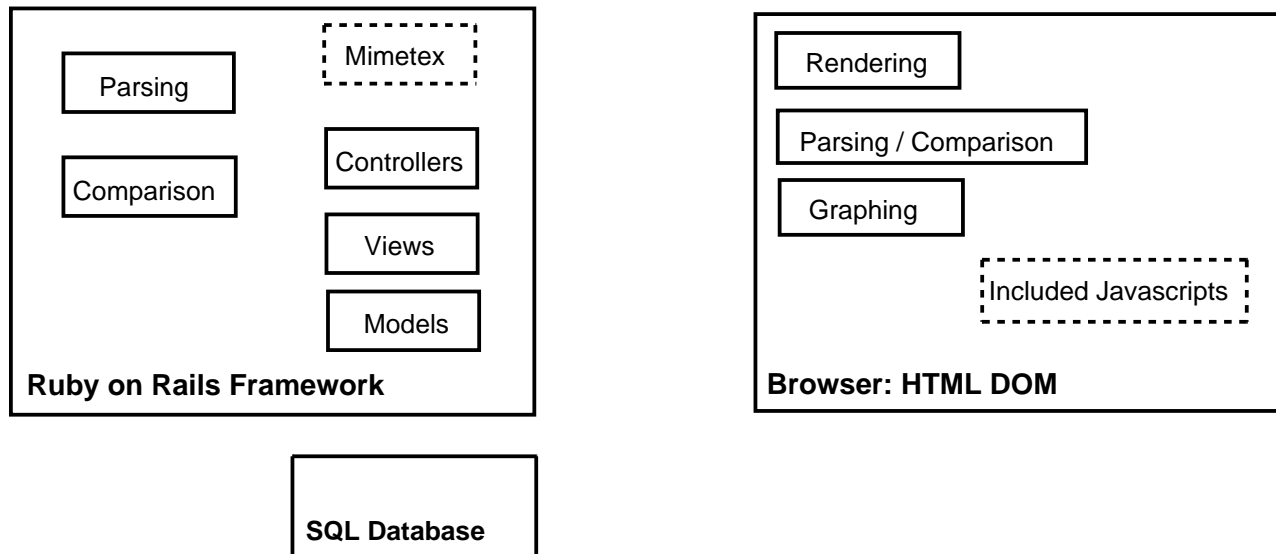 Mimetex
Parsing
Controllers
Comparison
Views
Models
Ruby on Rails Framework
Rendering
Parsing / Comparison
Graphing
Included Javascripts
Browser: HTML DOM
SQL Database